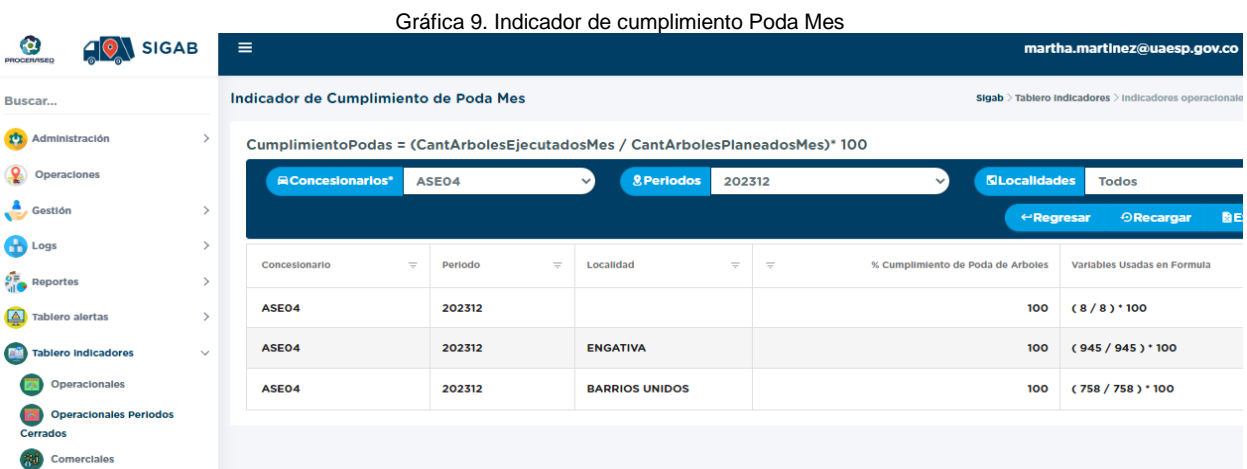 Gráfica 9. Indicador de cumplimiento Poda Mes
PROCERASEO
SIGAB
martha.martinez@uaesp.gov.co
Buscar...
Indicador de Cumplimiento de Poda Mes
Sigab > Tablero Indicadores > Indicadores operacionale
Administración
Operaciones
Gestión
Logs
Reportes
Tablero alertas
Tablero Indicadores
Operacionales
Operacionales Periodos
Cerrados
Comerciales
CumplimientoPodas = (CantArbolesEjecutadosMes / CantArbolesPlaneadosMes)* 100
Concesionarios* ASE04 Periodos 202312 Localidades Todos
Regresar Recargar
Concesionario Periodo Localidad % Cumplimiento de Poda de Arboles Variables Usadas en Formula
ASE04 202312 100 ( 8 / 8 ) * 100
ASE04 202312 ENGATIVA 100 ( 945 / 945 ) * 100
ASE04 202312 BARRIOS UNIDOS 100 ( 758 / 758 ) * 100